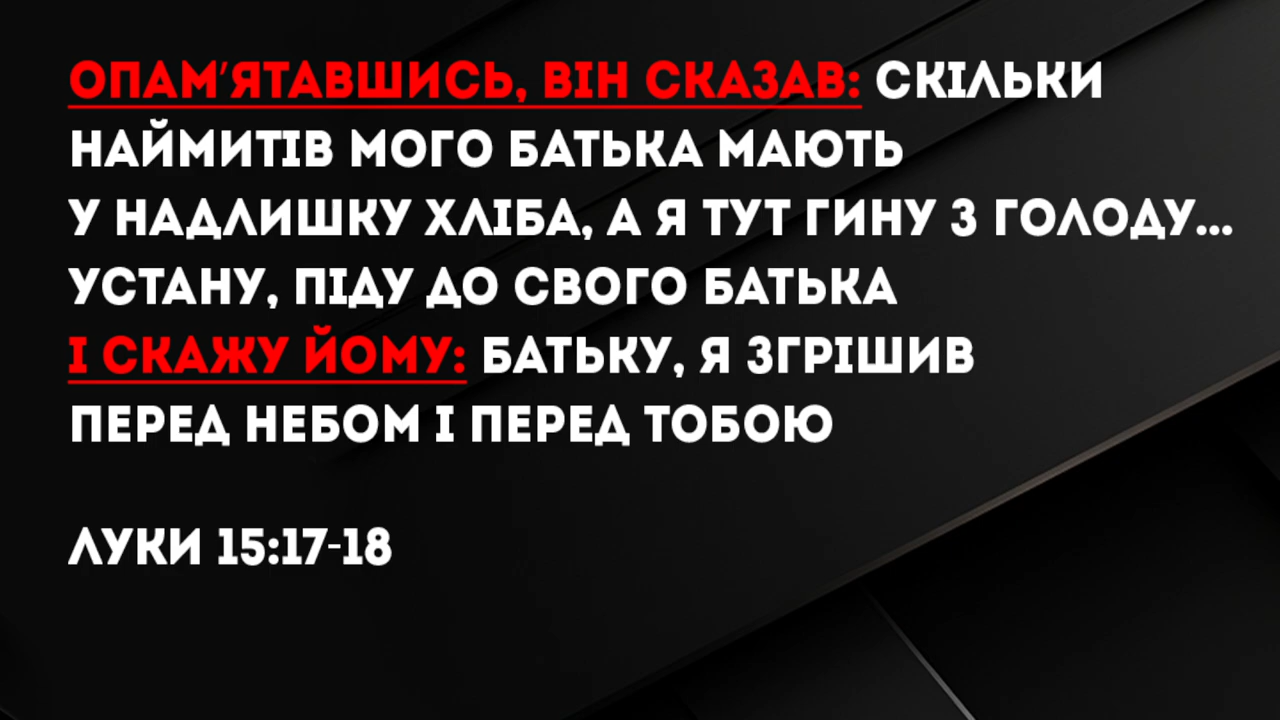 ОПАМ'ЯТАВШИСЬ, ВІН СКАЗАВ: СКІЛЬКИ
НАЙМИТІВ МОГО БАТЬКА МАЮТЬ
У НАДЛИШКУ ХЛІБА, А Я ТУТ ГИНУ З ГОЛОДУ...
УСТАНУ, ПІДУ ДО СВОГО БАТЬКА
І СКАЖУ ЙОМУ: БАТЬКУ, Я ЗГРІШИВ
ПЕРЕД НЕБОМ І ПЕРЕД ТОБОЮ
ЛУКИ 15:17-18